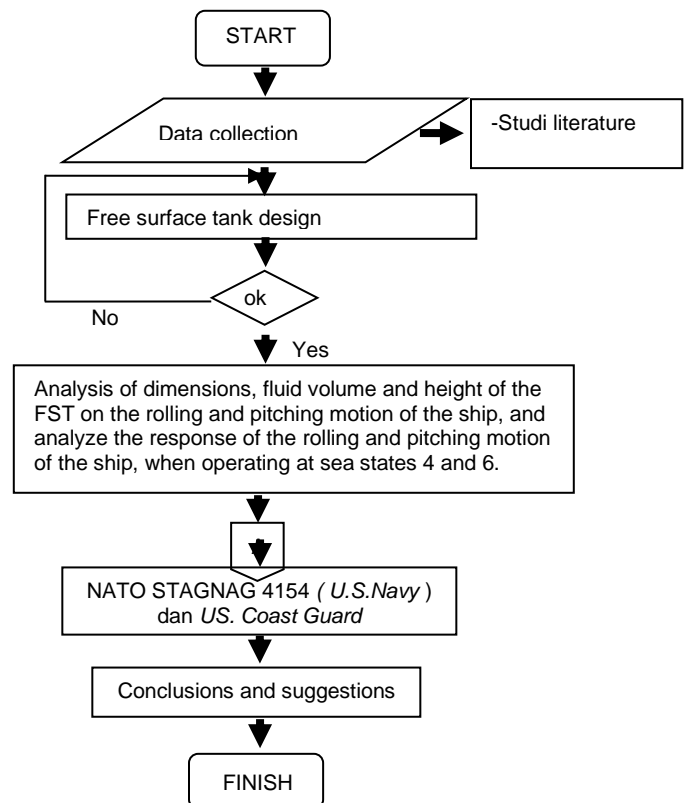 START
Data collection
-Studi literature
Free surface tank design
ok
No
Yes
Analysis of dimensions, fluid volume and height of the
FST on the rolling and pitching motion of the ship, and
analyze the response of the rolling and pitching motion
of the ship, when operating at sea states 4 and 6.
NATO STAGNAG 4154 ( U.S.Navy )
dan US. Coast Guard
Conclusions and suggestions
FINISH